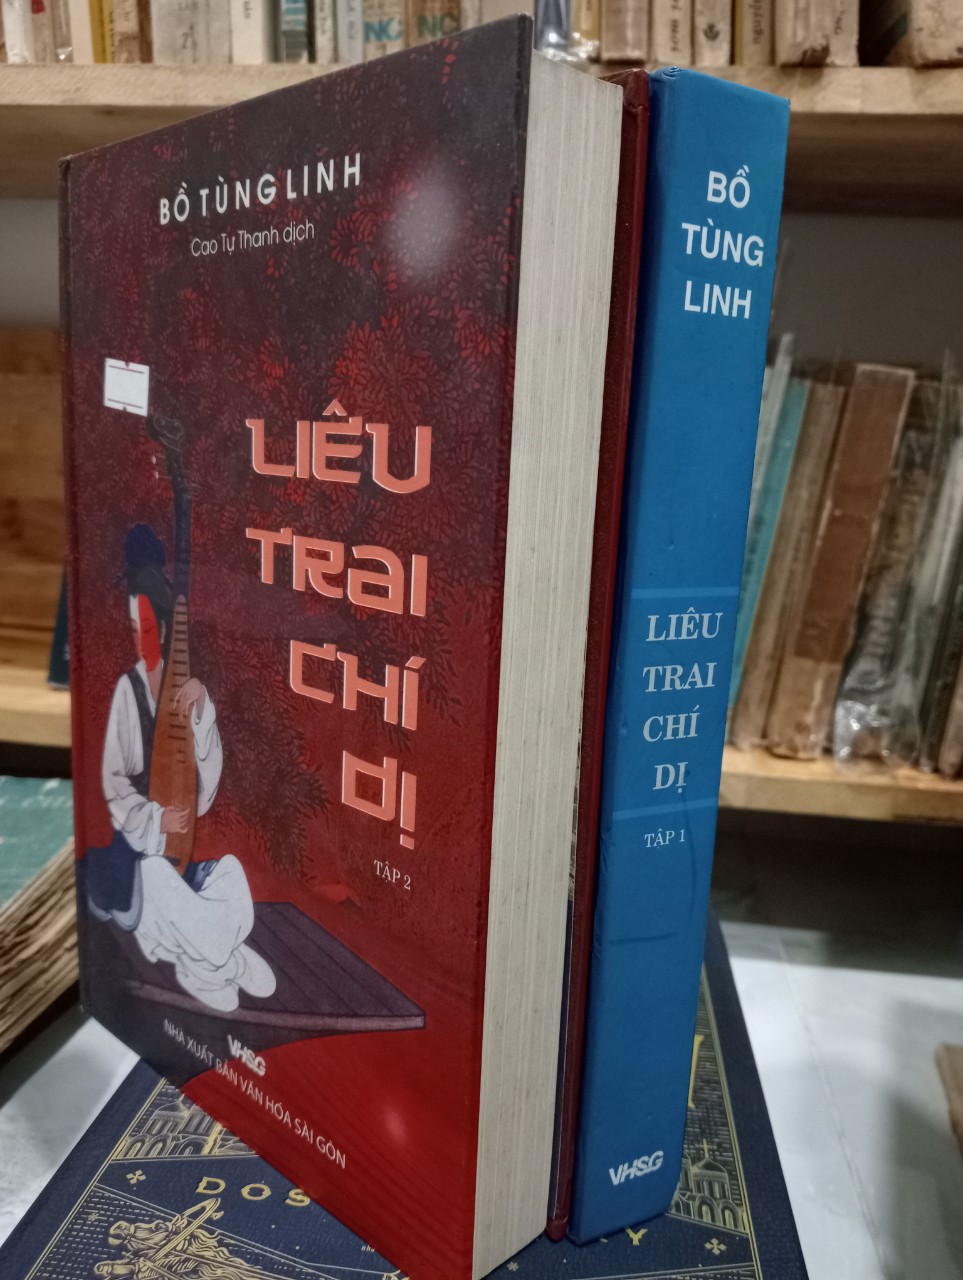 BỒ TÙNG LINH
Cao Tự Thanh dịch
LIÊU
TRAI
CHÍ
DỊ
TẬP 2
VHSG
NHÀ XUẤT BẢN VĂN HÓA SÀI GÒN
BỒ
TÙNG
LINH
LIÊU
TRAI
CHÍ
DỊ
TẬP 1
VHSG
DOS
Y